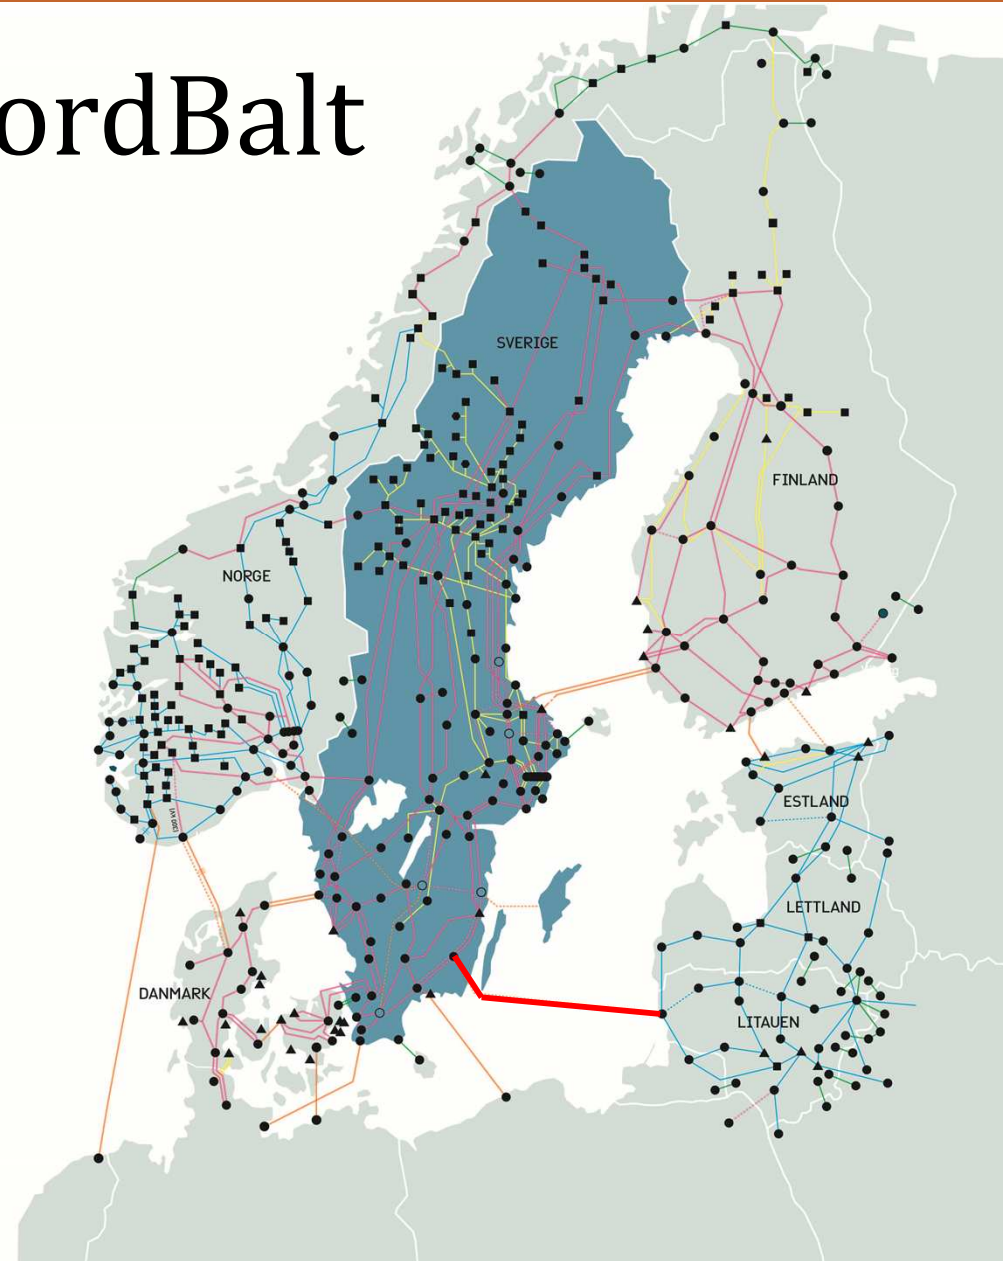 ordBalt
SVERIGE
FINLAND
NORGE
ESTLAND
LETTLAND
DANMARK
LITAUEN